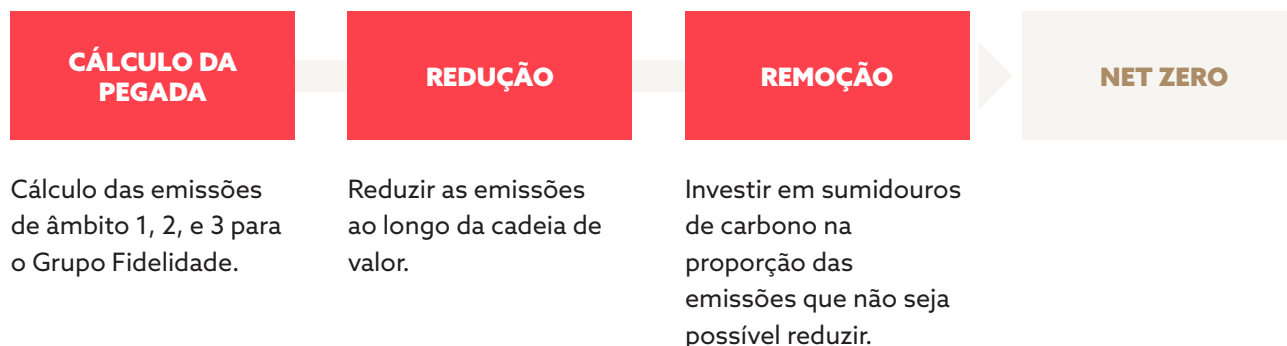 CÁLCULO DA
PEGADA
REDUÇÃO
REMOÇÃO
NET ZERO
Cálculo das emissões
de âmbito 1, 2, e 3 para
o Grupo Fidelidade.
Reduzir as emissões
ao longo da cadeia de
valor.
Investir em sumidouros
de carbono na
proporção das
emissões que não seja
possível reduzir.